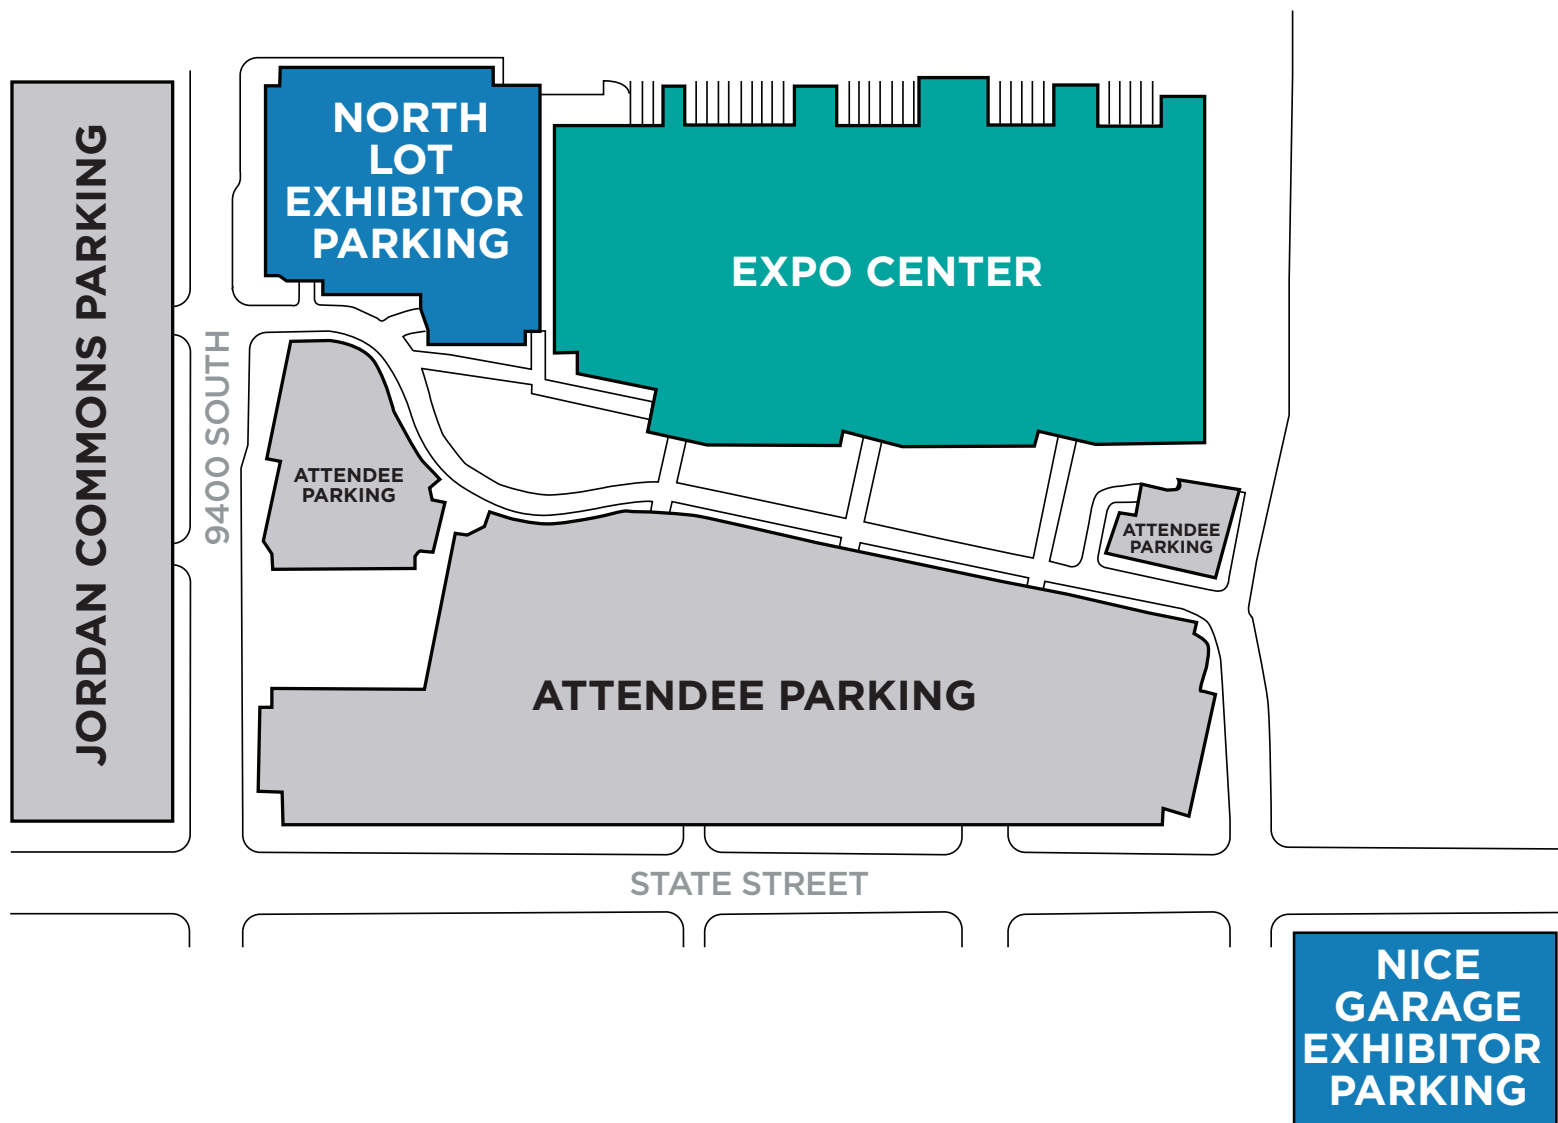 NORTH
LOT
EXHIBITOR
PARKING
EXPO CENTER
JORDAN COMMONS PARKING
9400 SOUTH
ATTENDEE
PARKING
ATTENDEE
PARKING
ATTENDEE PARKING
STATE STREET
NICE
GARAGE
EXHIBITOR
PARKING